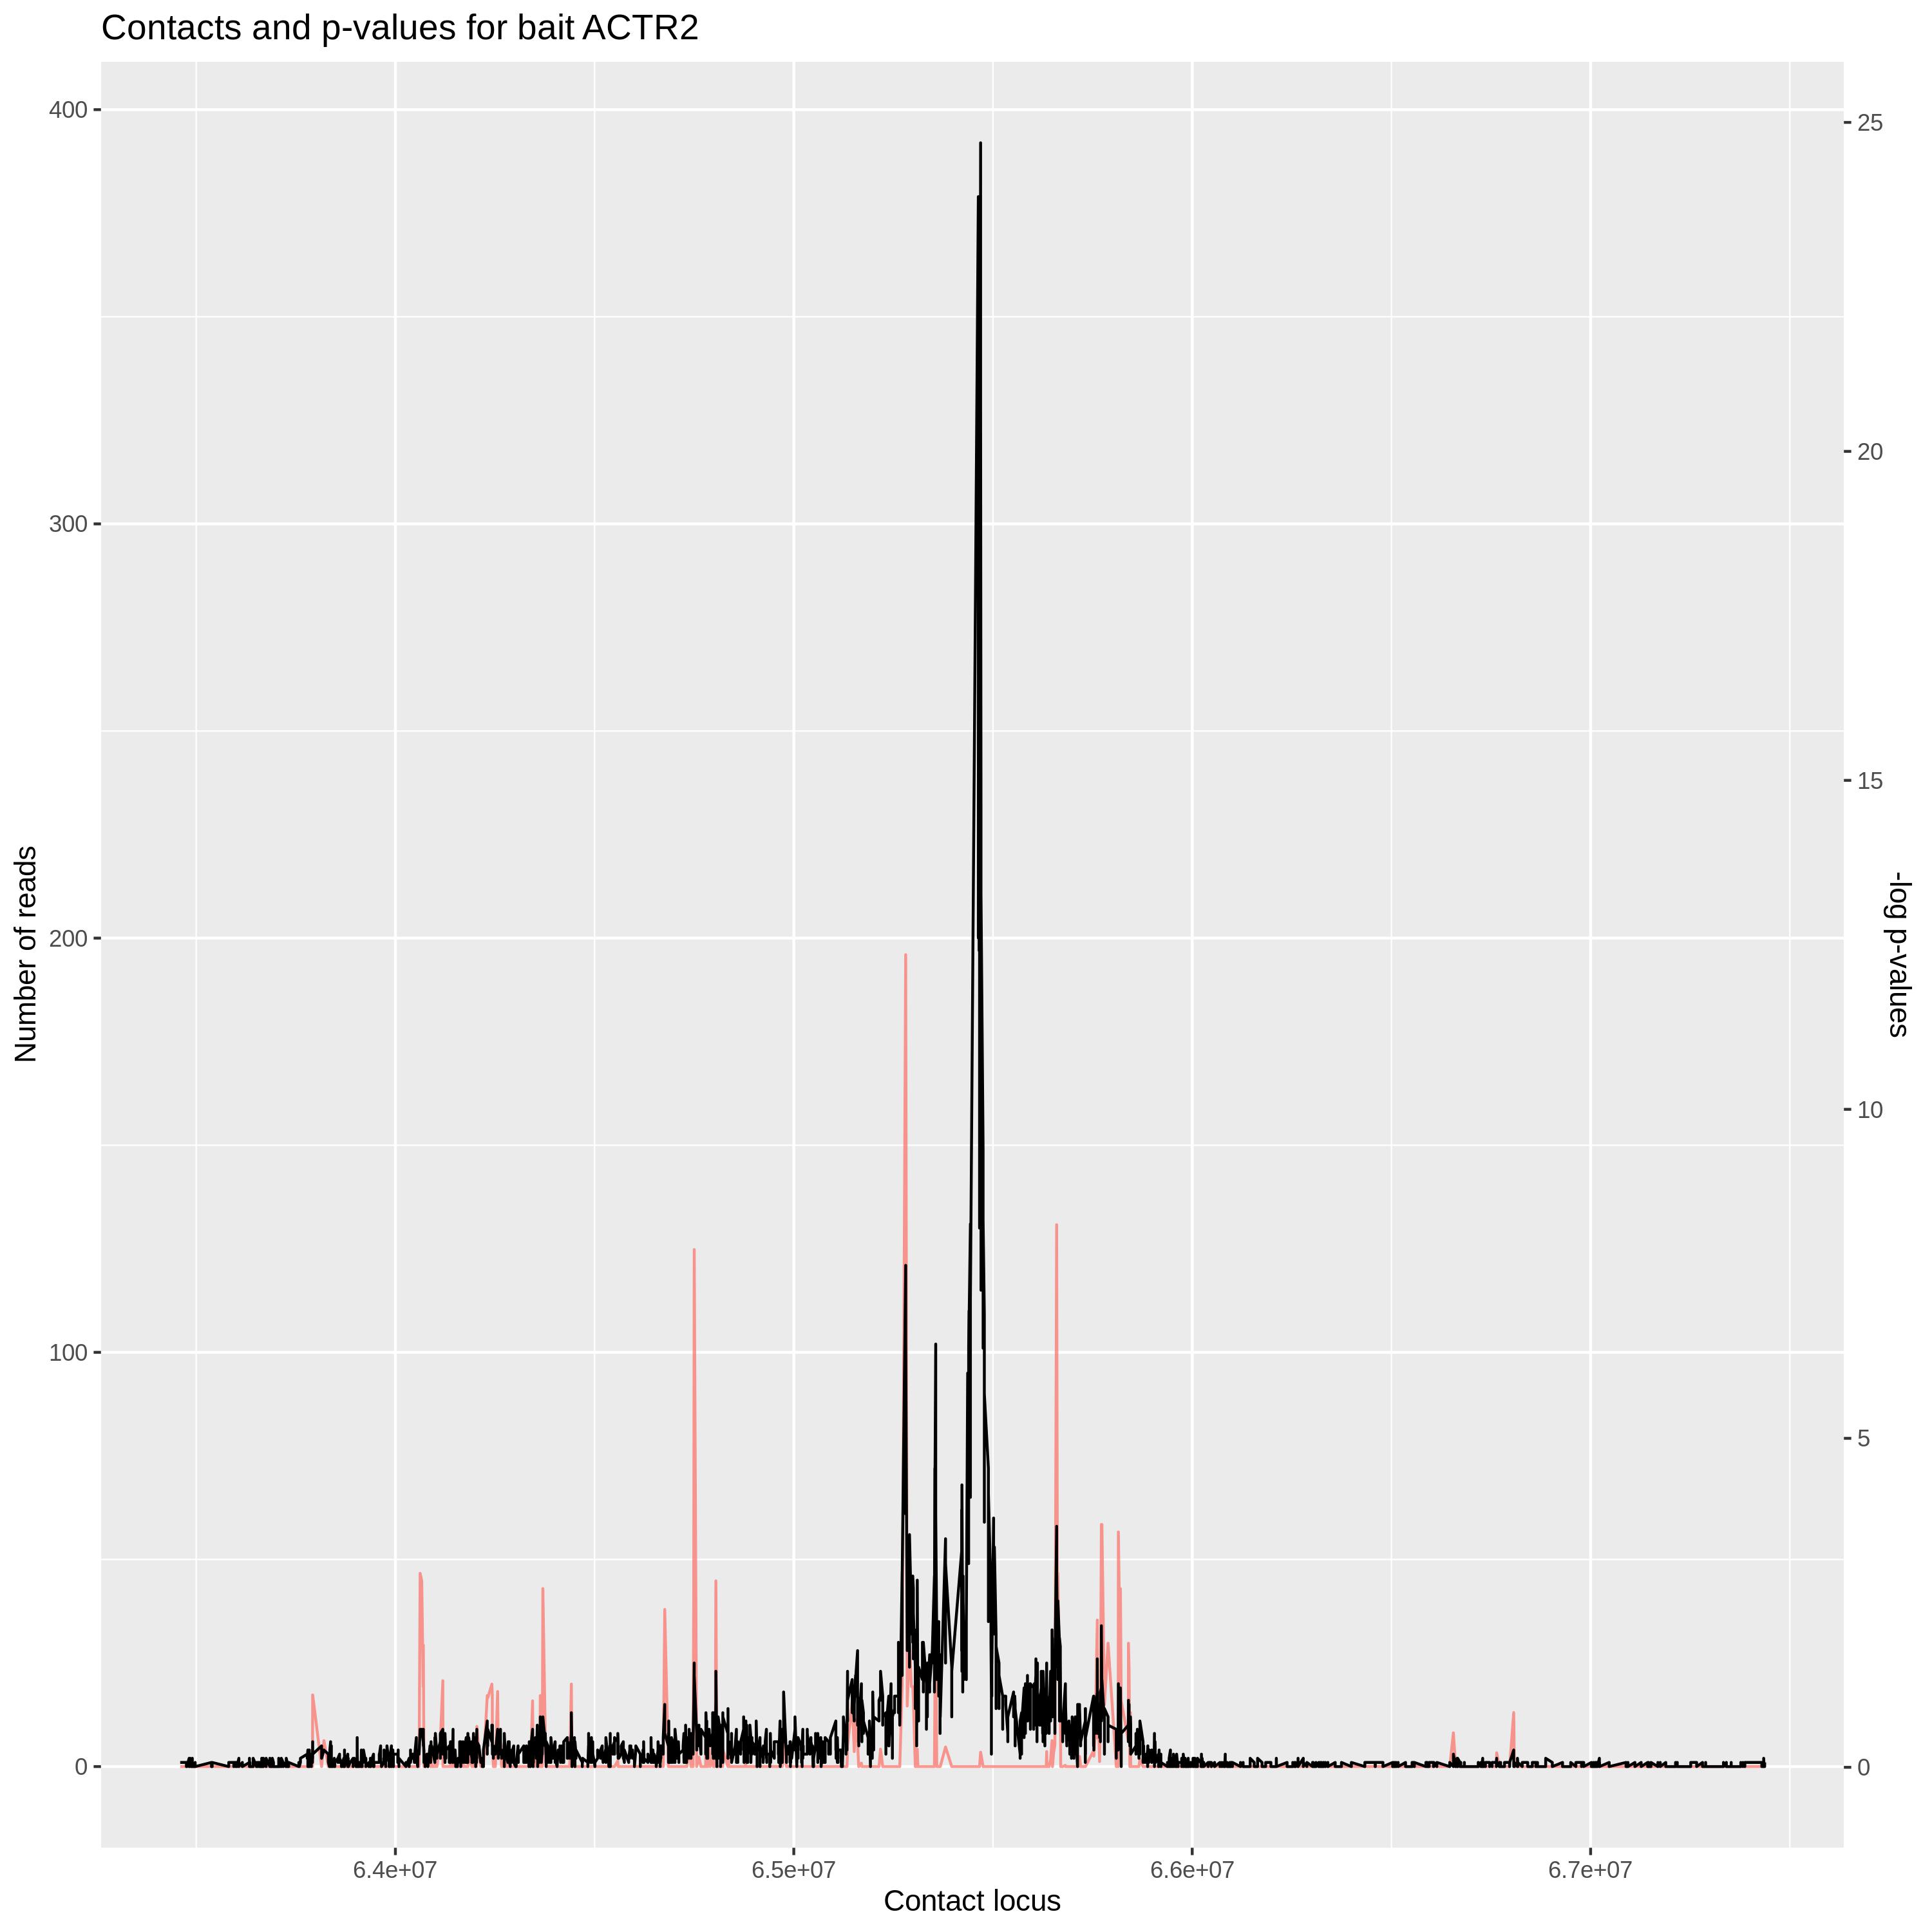 Contacts and p-values for bait ACTR2
400
300
200
100
0
Number of reads
25
20
15
10
5
0
-log p-values
6.4e+07
6.5e+07
6.6e+07
6.7e+07
Contact locus